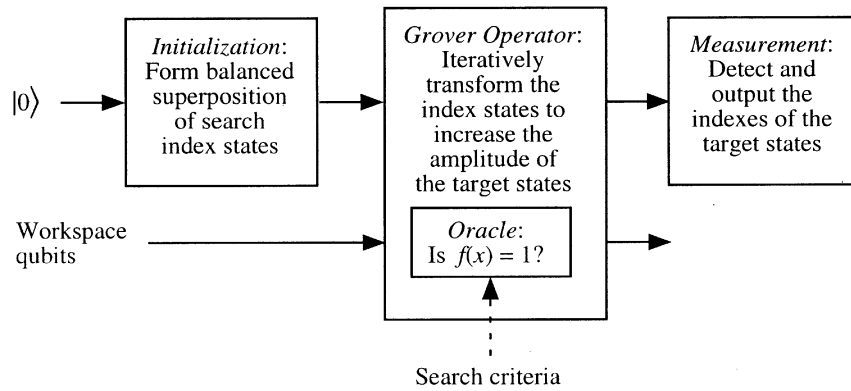 |0⟩
Initialization:
Form balanced
superposition
of search
index states
Grover Operator:
Iteratively
transform the
index states to
increase the
amplitude of
the target states
Measurement:
Detect and
output the
indexes of the
target states
Workspace
qubits
Oracle:
Is f(x) = 1?
Search criteria